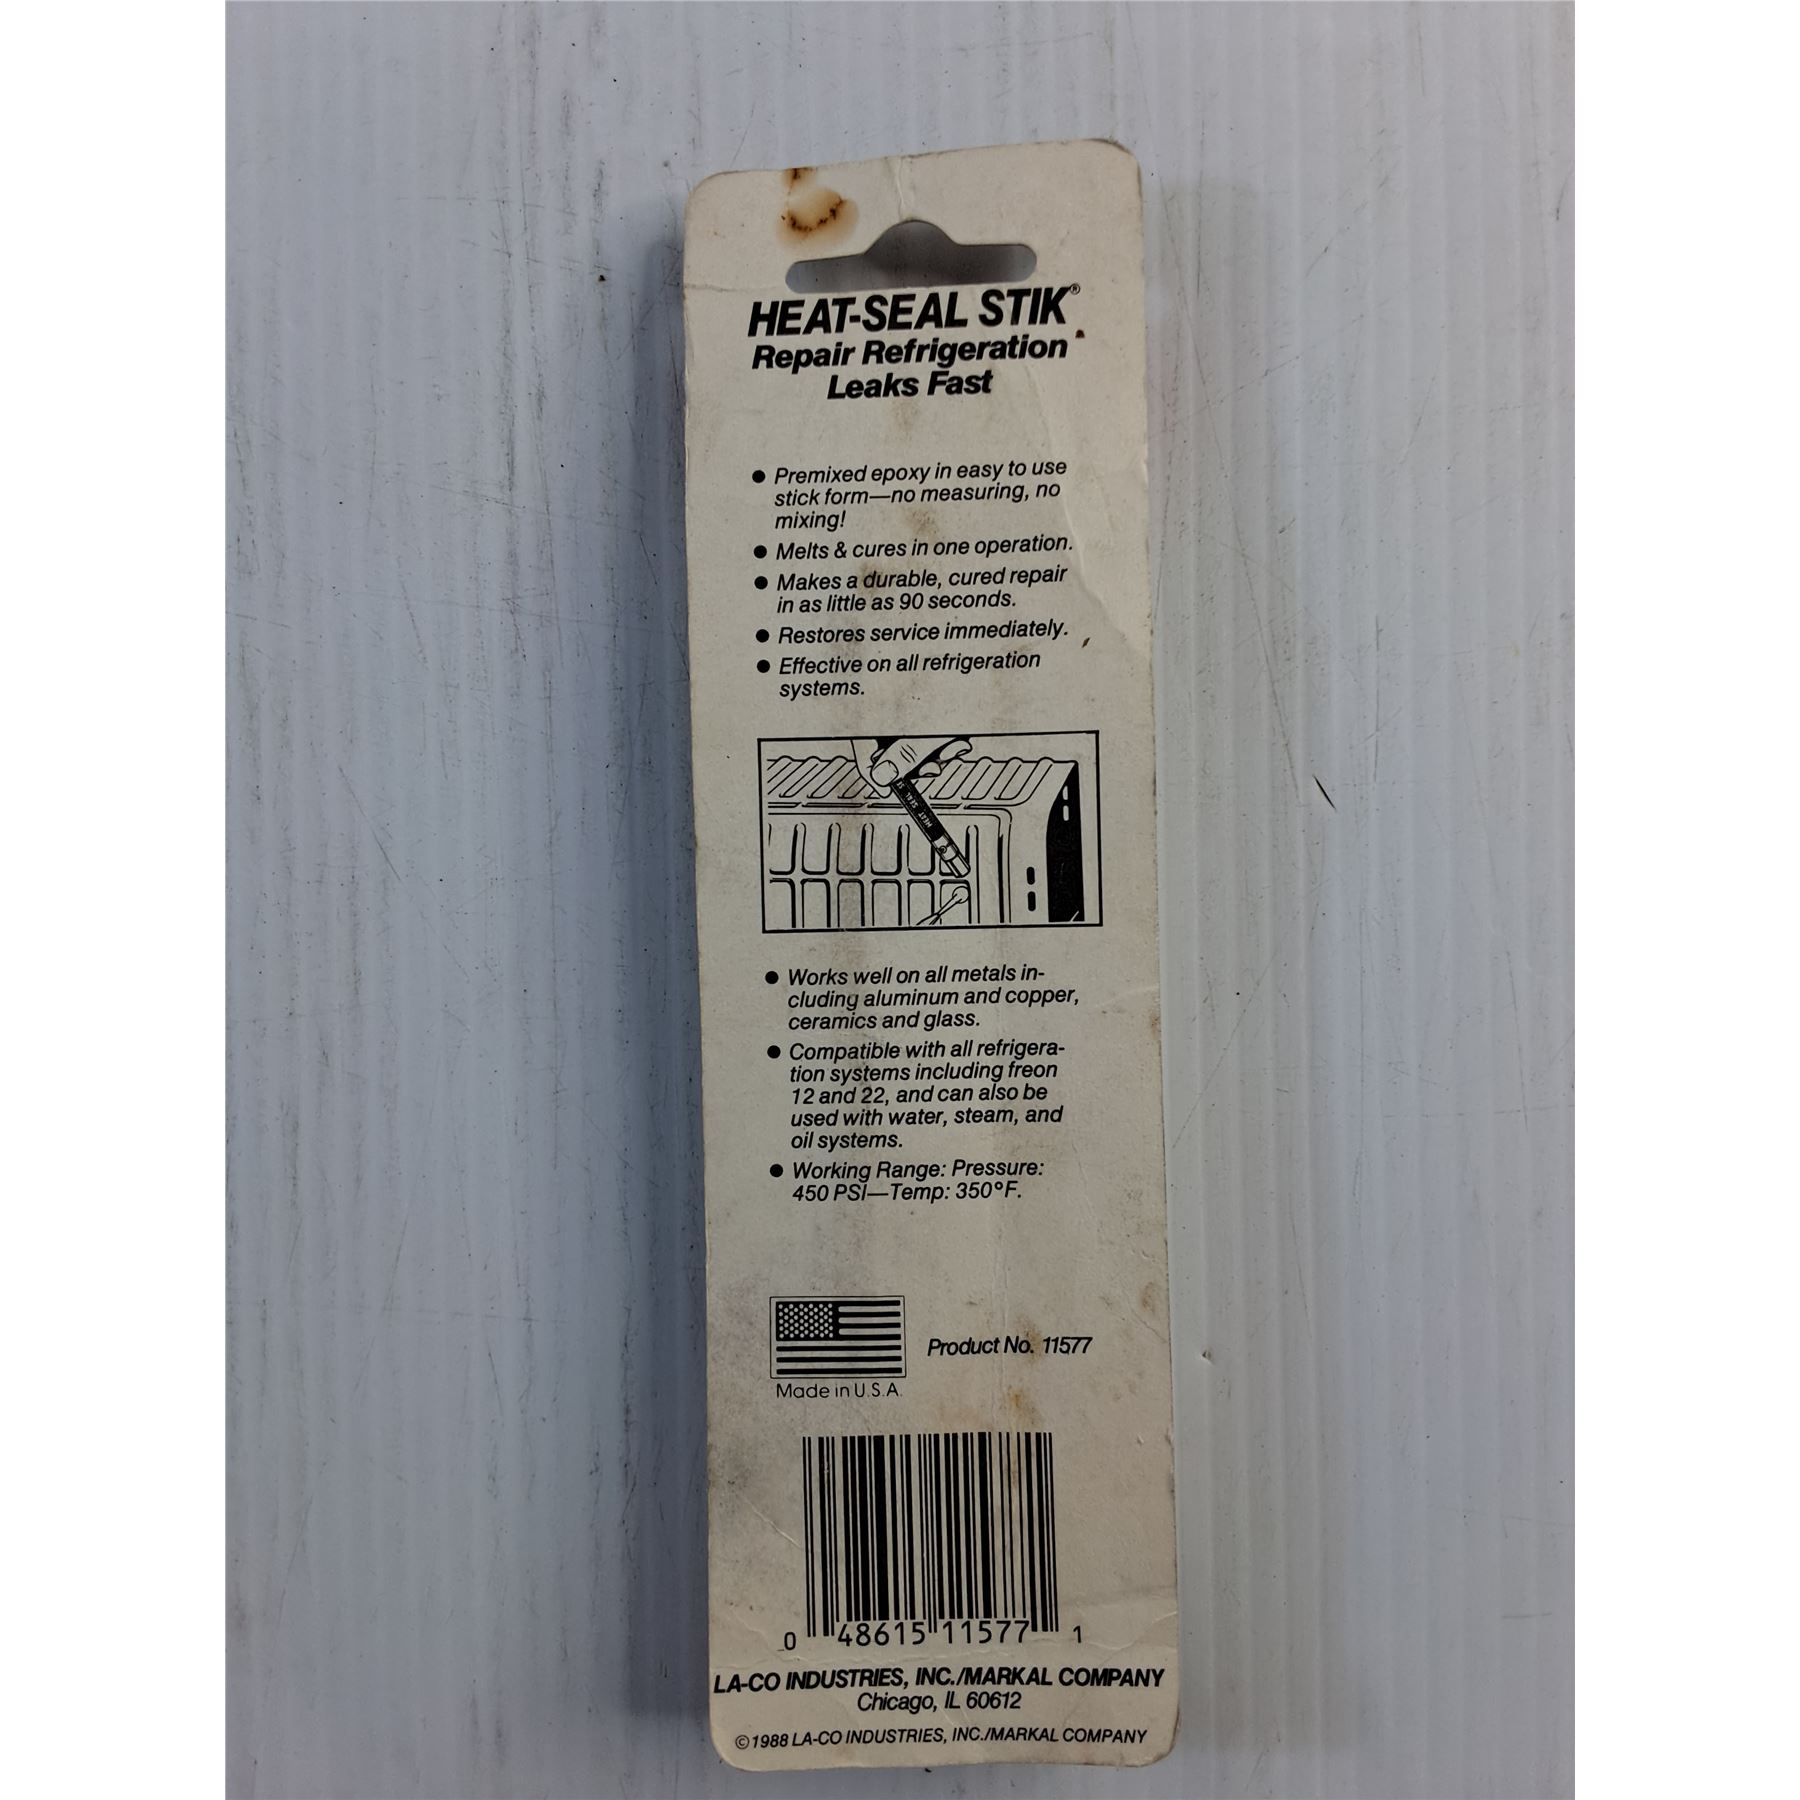 HEAT-SEAL STIK®
Repair Refrigeration
Leaks Fast
● Premixed epoxy in easy to use
stick form—no measuring, no
mixing!
● Melts & cures in one operation.
● Makes a durable, cured repair
in as little as 90 seconds.
● Restores service immediately.
● Effective on all refrigeration
systems.
HEAT SEAL ST
● Works well on all metals in-
cluding aluminum and copper,
ceramics and glass.
● Compatible with all refrigera-
tion systems including freon
12 and 22, and can also be
used with water, steam, and
oil systems.
● Working Range: Pressure:
450 PSI—Temp: 350°F.
Product No. 11577
Made in U.S.A.
0 48615 11577 1
LA-CO INDUSTRIES, INC./MARKAL COMPANY
Chicago, IL 60612
©1988 LA-CO INDUSTRIES, INC./MARKAL COMPANY